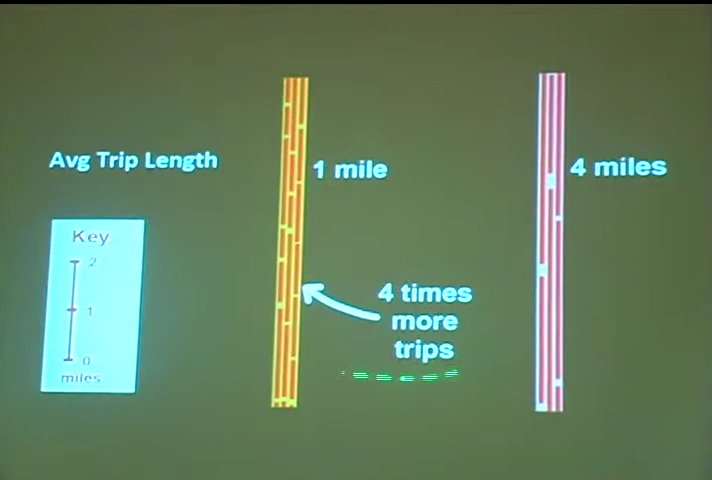 Avg Trip Length
1 mile
4 miles
Key
2
1
0
miles
4 times
more
trips